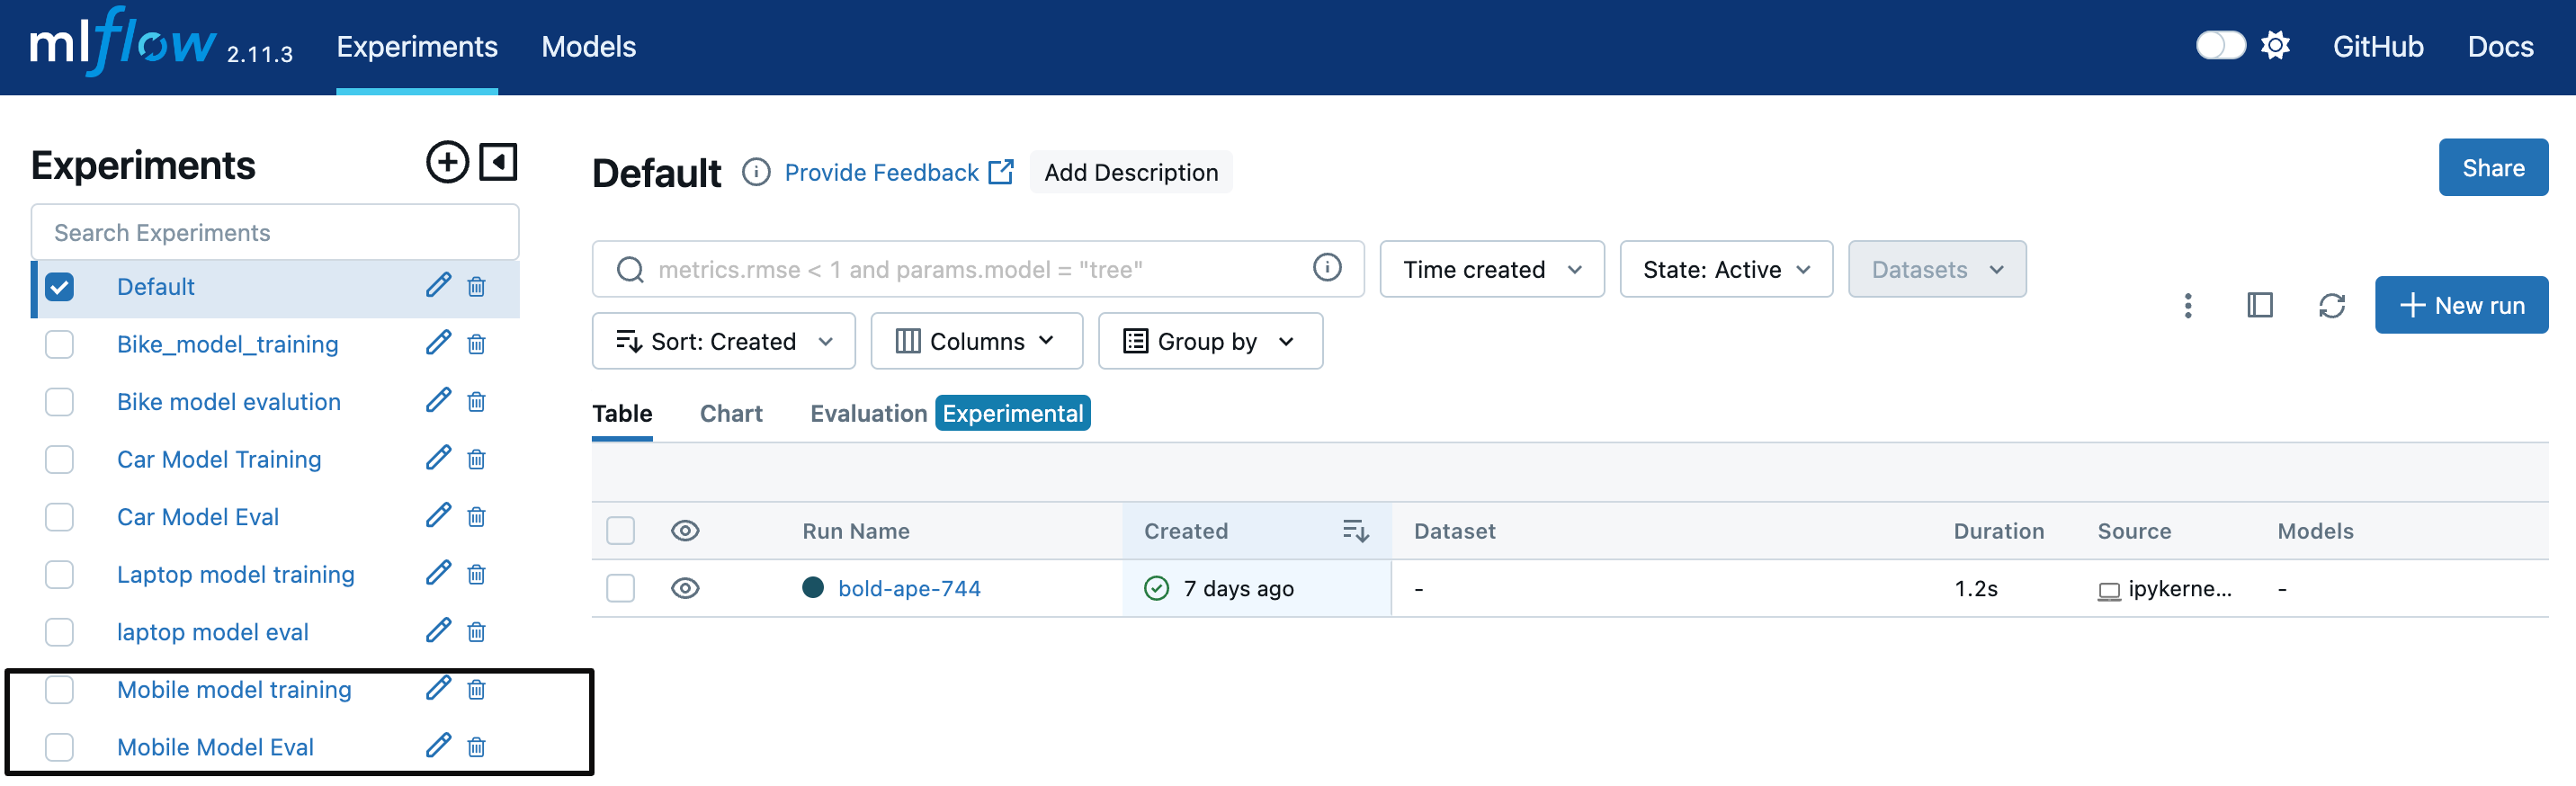 mlflow 2.11.3 Experiments Models GitHub Docs
Experiments
Search Experiments
Default
Bike_model_training
Bike model evalution
Car Model Training
Car Model Eval
Laptop model training
laptop model eval
Mobile model training
Mobile Model Eval
Default Provide Feedback Add Description Share
metrics.rmse < 1 and params.model = "tree" Time created State: Active Datasets
Sort: Created Columns Group by
New run
Table Chart Evaluation Experimental
Run Name Created Dataset Duration Source Models
bold-ape-744 7 days ago - 1.2s ipykerne... -